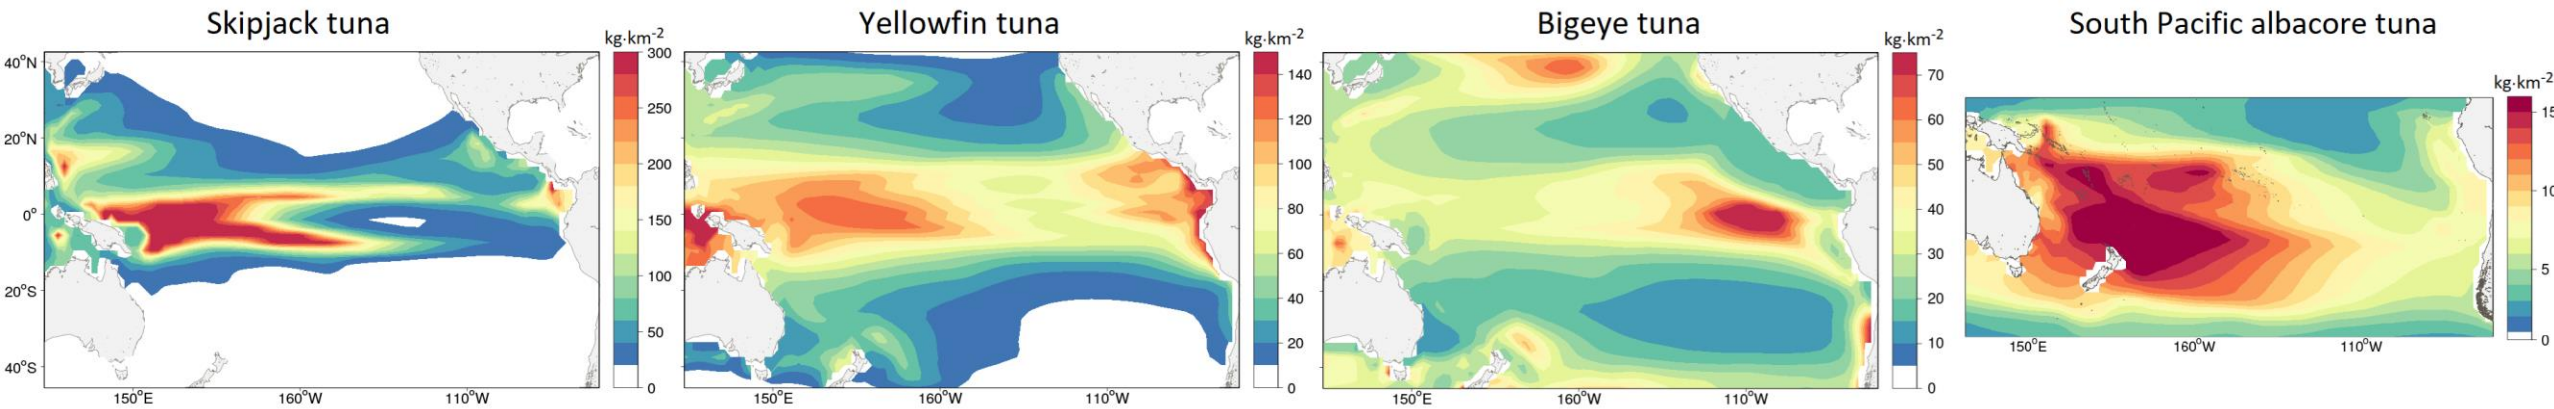 Skipjack tuna
Yellowfin tuna
Bigeye tuna
South Pacific albacore tuna
kg·km-2
kg·km-2
kg·km-2
kg·km-2
40°N
20°N
0°
20°S
40°S
150°E 160°W 110°W
300
250
200
150
100
50
0
150°E 160°W 110°W
140
120
100
80
60
40
20
0
150°E 160°W 110°W
70
60
50
40
30
20
10
0
150°E 160°W 110°W
15
10
5
0